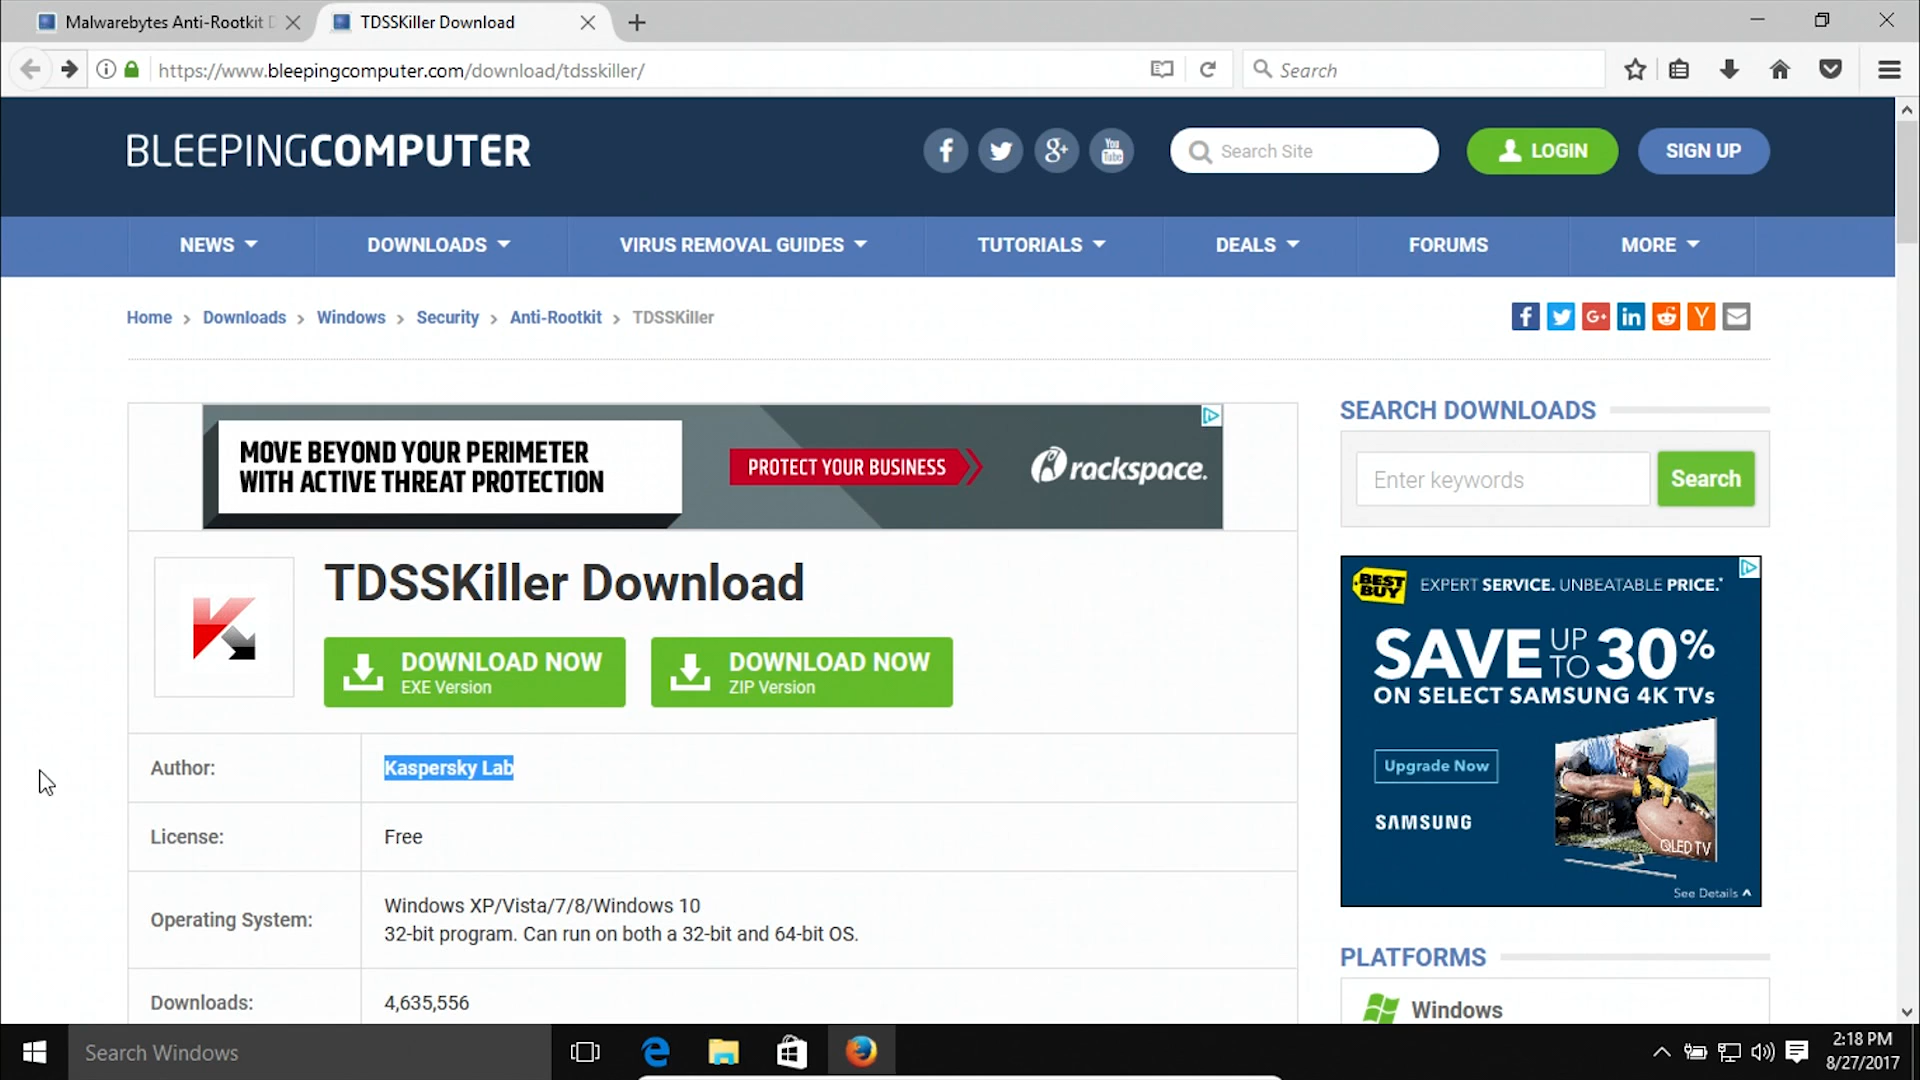 Malwarebytes Anti-Rootkit D
TDSSKiller Download
https://www.bleepingcomputer.com/download/tdsskiller/
Search
BLEEPINGCOMPUTER
Search Site
LOGIN
SIGN UP
NEWS
DOWNLOADS
VIRUS REMOVAL GUIDES
TUTORIALS
DEALS
FORUMS
MORE
Home
Downloads
Windows
Security
Anti-Rootkit
TDSSKiller
MOVE BEYOND YOUR PERIMETER
WITH ACTIVE THREAT PROTECTION
PROTECT YOUR BUSINESS
rackspace.
SEARCH DOWNLOADS
Enter keywords
Search
TDSSKiller Download
DOWNLOAD NOW
EXE Version
DOWNLOAD NOW
ZIP Version
BEST BUY
EXPERT SERVICE. UNBEATABLE PRICE.*
SAVE UP TO 30%
ON SELECT SAMSUNG 4K TVs
Upgrade Now
SAMSUNG
QLED TV
See Details
Author:
Kaspersky Lab
License:
Free
Operating System:
Windows XP/Vista/7/8/Windows 10
32-bit program. Can run on both a 32-bit and 64-bit OS.
Downloads:
4,635,556
PLATFORMS
Windows
Search Windows
2:18 PM
8/27/2017